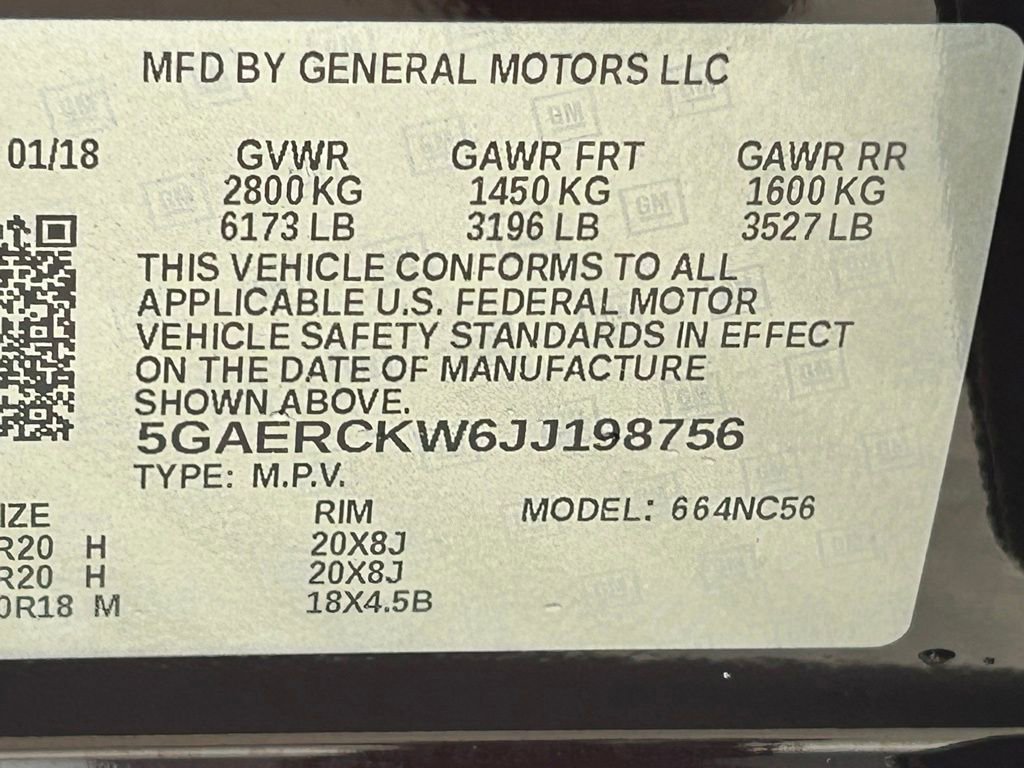 MFD BY GENERAL MOTORS LLC
01/18 GVWR GAWR FRT GAWR RR
2800 KG 1450 KG 1600 KG
6173 LB 3196 LB 3527 LB
THIS VEHICLE CONFORMS TO ALL
APPLICABLE U.S. FEDERAL MOTOR
VEHICLE SAFETY STANDARDS IN EFFECT
ON THE DATE OF MANUFACTURE
SHOWN ABOVE.
5GAERCKW6JJ198756
TYPE: M.P.V.
IZE RIM MODEL: 664NC56
R20 H 20X8J
R20 H 20X8J
0R18 M 18X4.5B